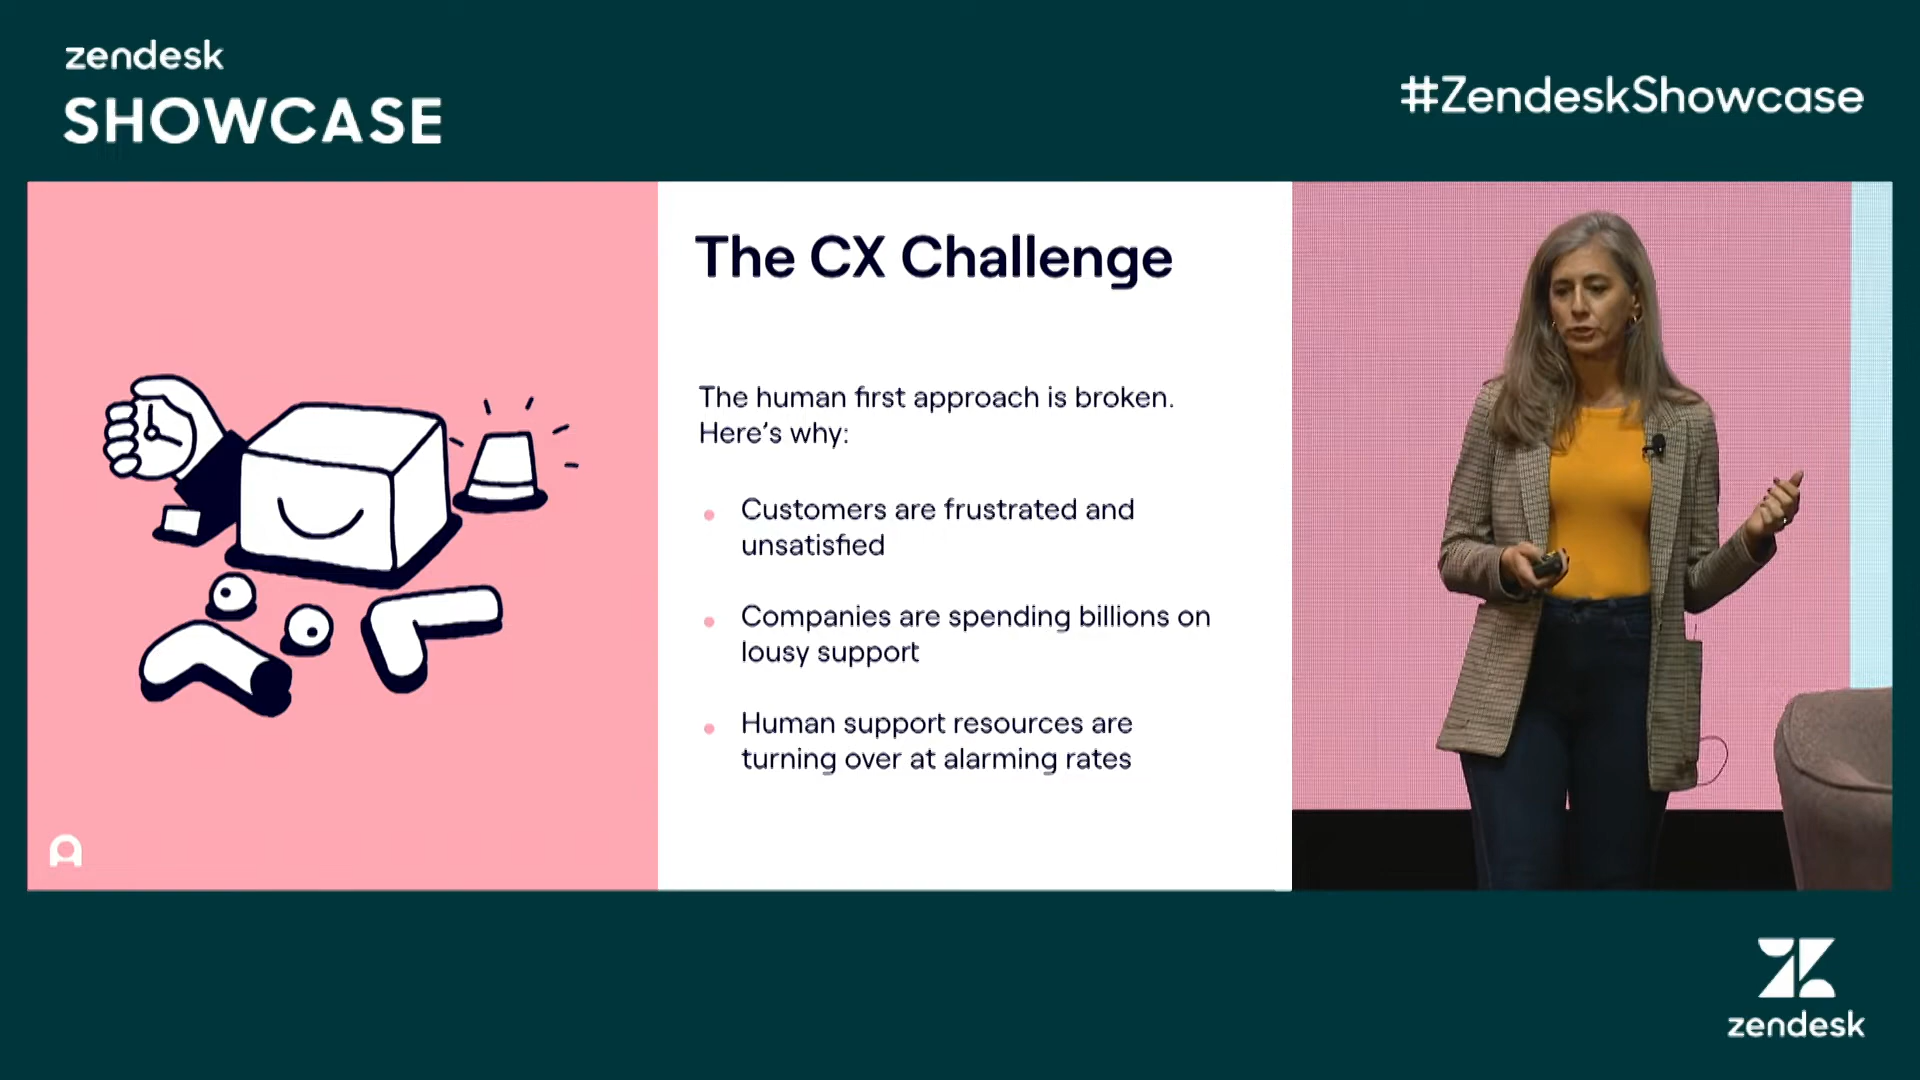 zendesk
SHOWCASE
#ZendeskShowcase
The CX Challenge
The human first approach is broken.
Here's why:
Customers are frustrated and
unsatisfied
Companies are spending billions on
lousy support
Human support resources are
turning over at alarming rates
zendesk